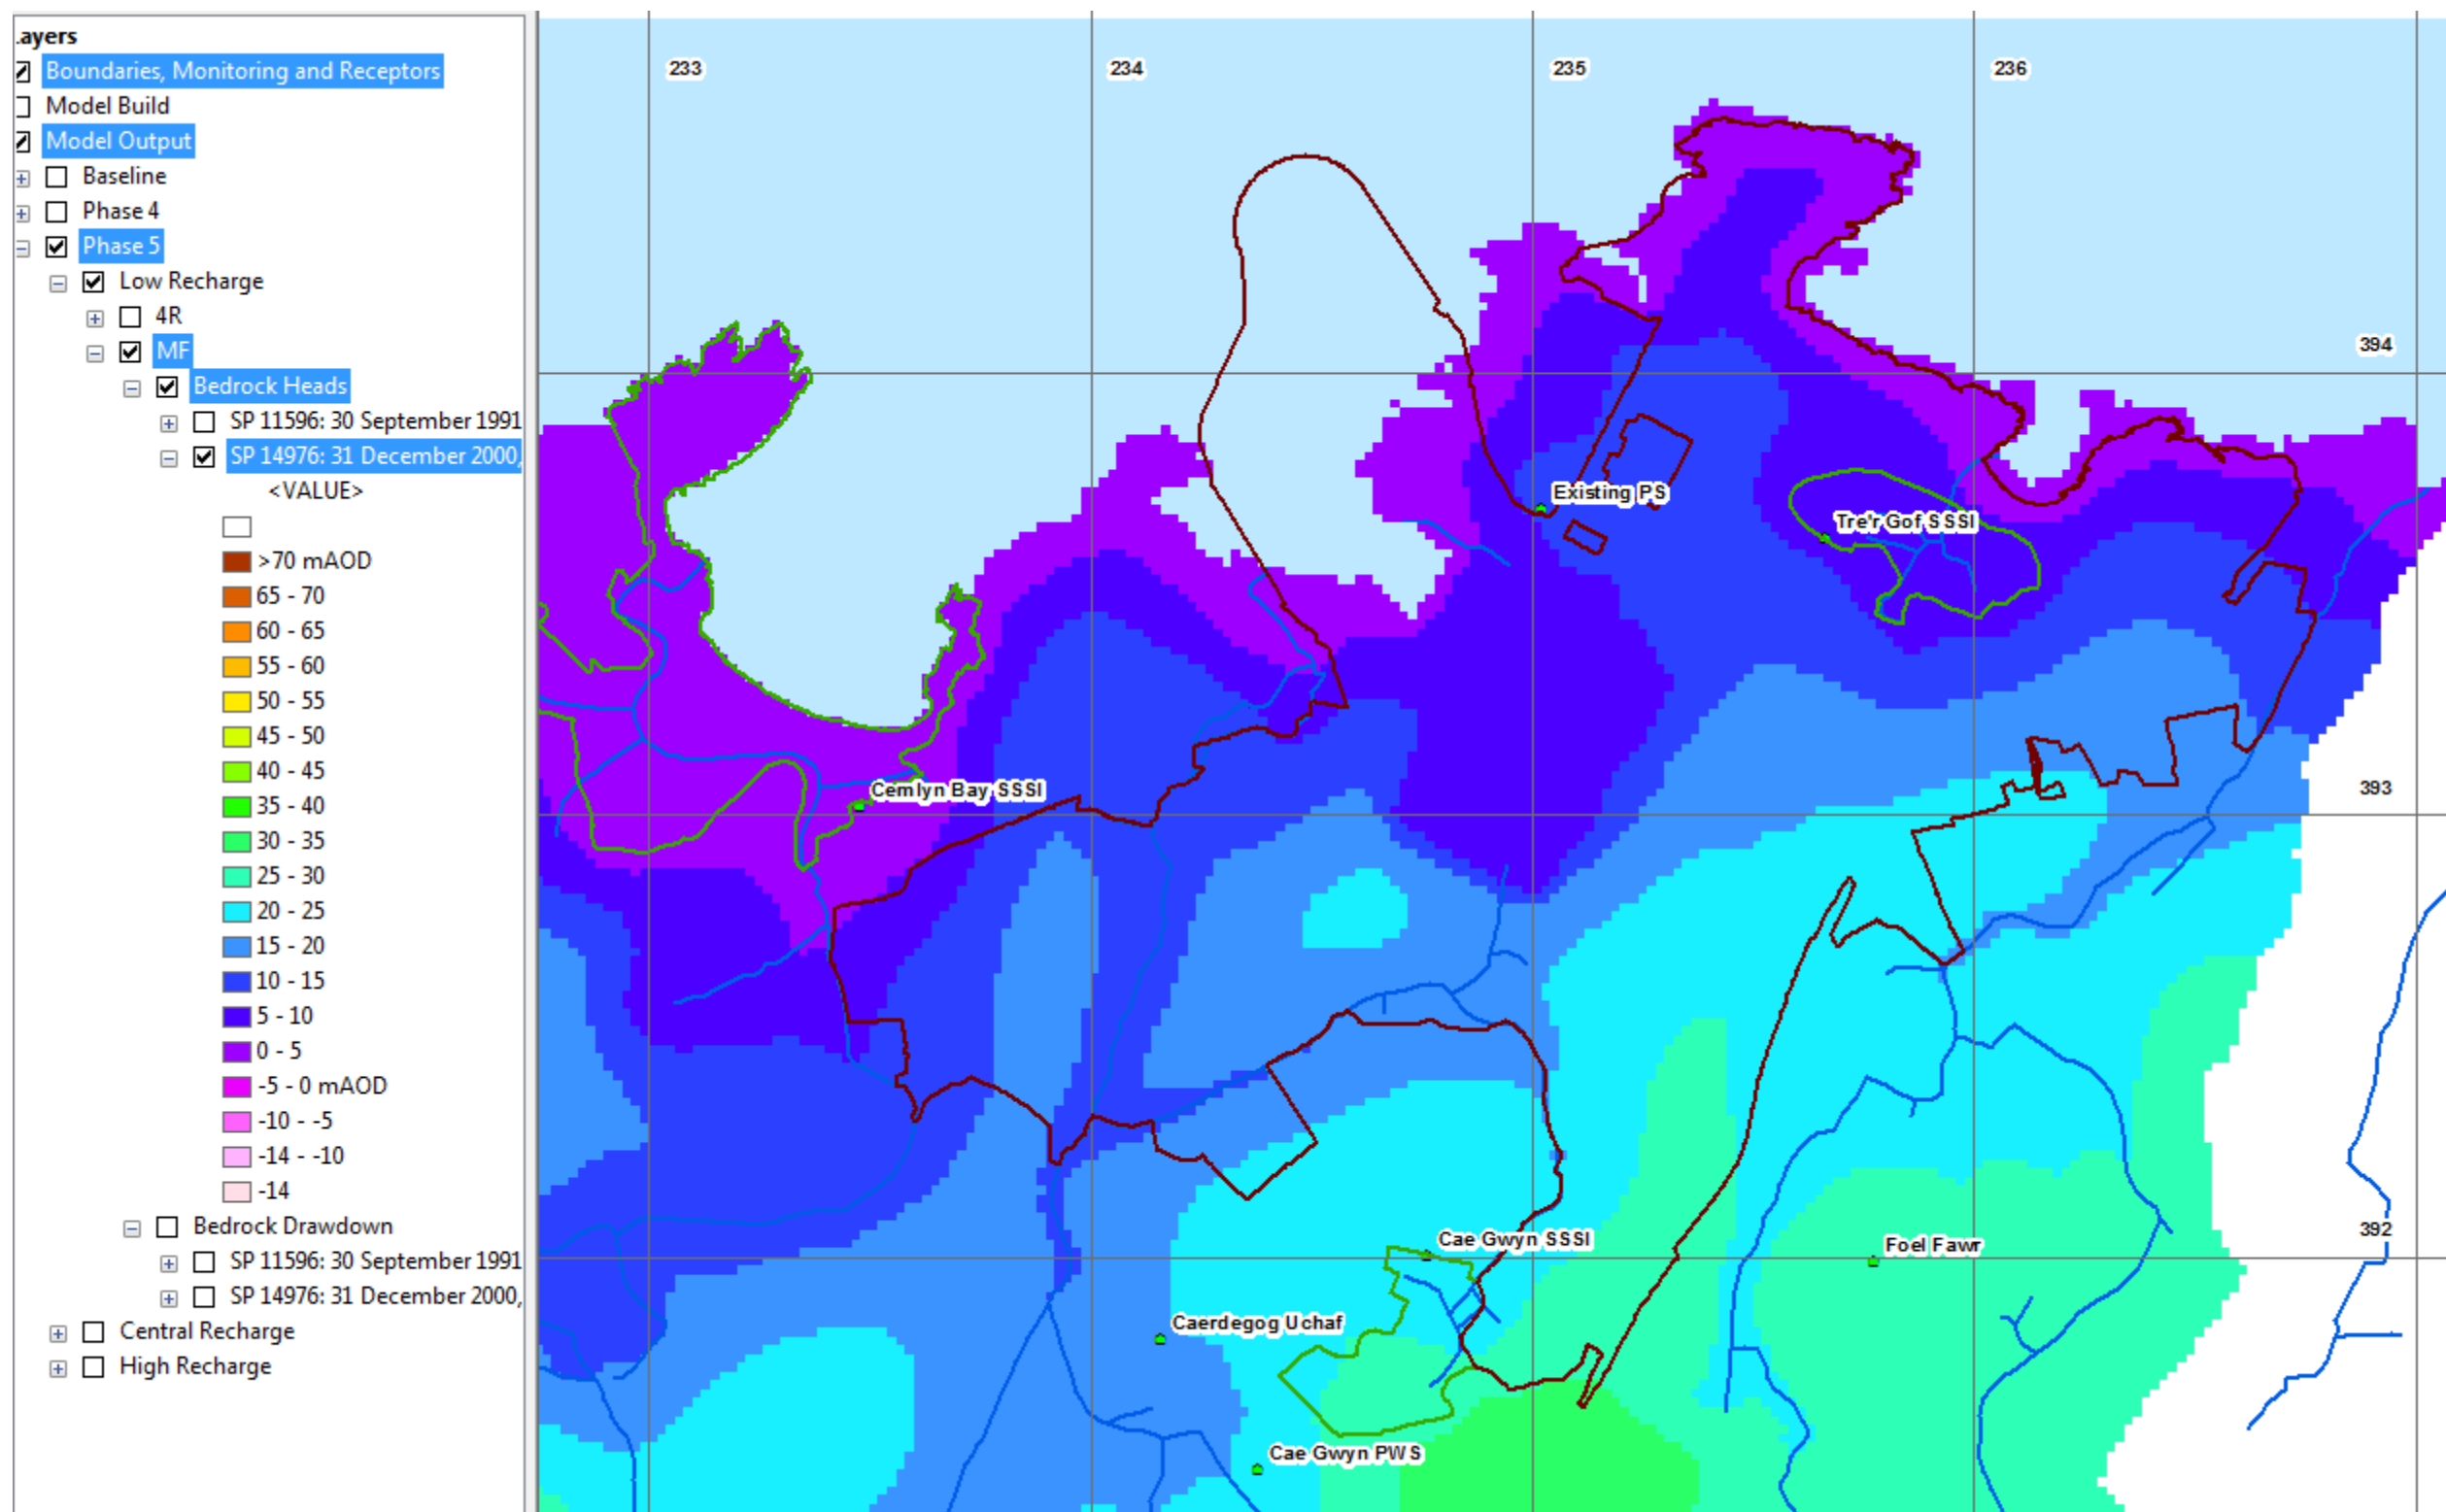 .ayers
Boundaries, Monitoring and Receptors
Model Build
Model Output
Baseline
Phase 4
Phase 5
Low Recharge
4R
MF
Bedrock Heads
SP 11596: 30 September 1991
SP 14976: 31 December 2000,
<VALUE>
>70 mAOD
65 - 70
60 - 65
55 - 60
50 - 55
45 - 50
40 - 45
35 - 40
30 - 35
25 - 30
20 - 25
15 - 20
10 - 15
5 - 10
0 - 5
-5 - 0 mAOD
-10 - -5
-14 - -10
-14
Bedrock Drawdown
SP 11596: 30 September 1991
SP 14976: 31 December 2000,
Central Recharge
High Recharge
233
234
235
236
394
Existing PS
Tre'r Gof SSSI
Cemlyn Bay SSSI
393
392
Cae Gwyn SSSI
Foel Fawr
Caerdegog Uchaf
Cae Gwyn PWS